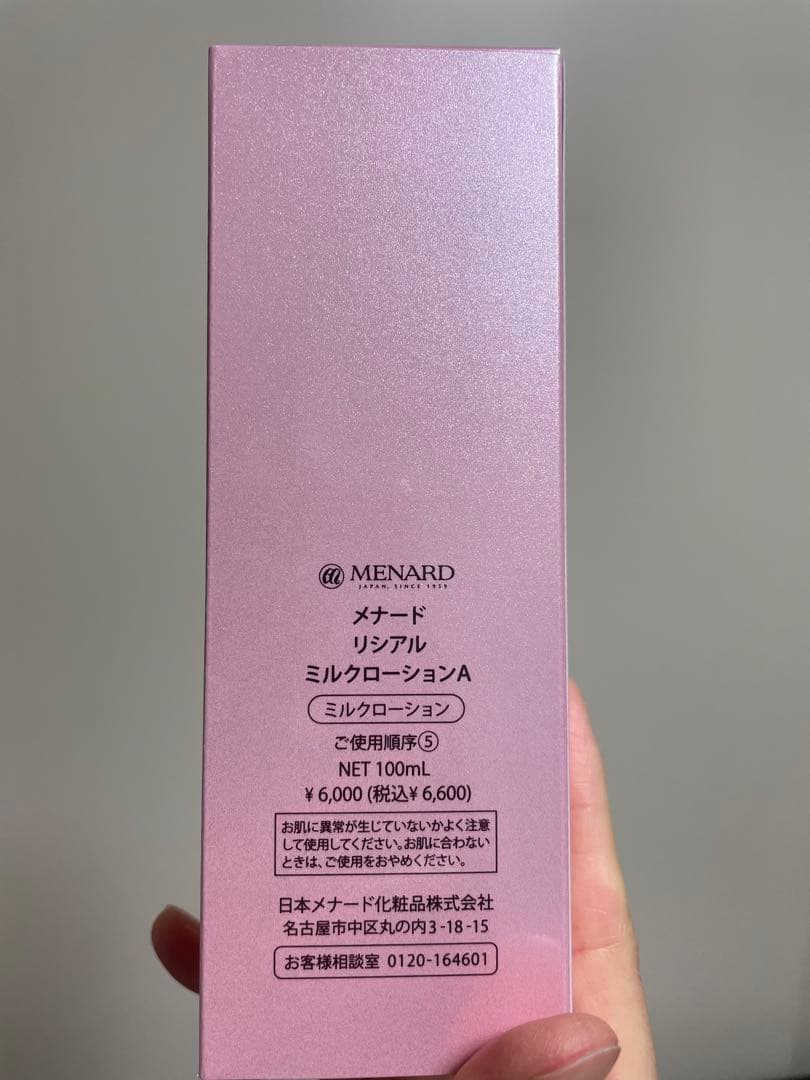 MENARD
JAPAN, SINCE 1959
メナード
リシアル
ミルクローションA
ミルクローション
ご使用順序⑤
NET 100mL
¥6,000 (税込¥6,600)
お肌に異常が生じていないかよく注意
して使用してください。お肌に合わない
ときは、ご使用をおやめください。
日本メナード化粧品株式会社
名古屋市中区丸の内3-18-15
お客様相談室 0120-164601